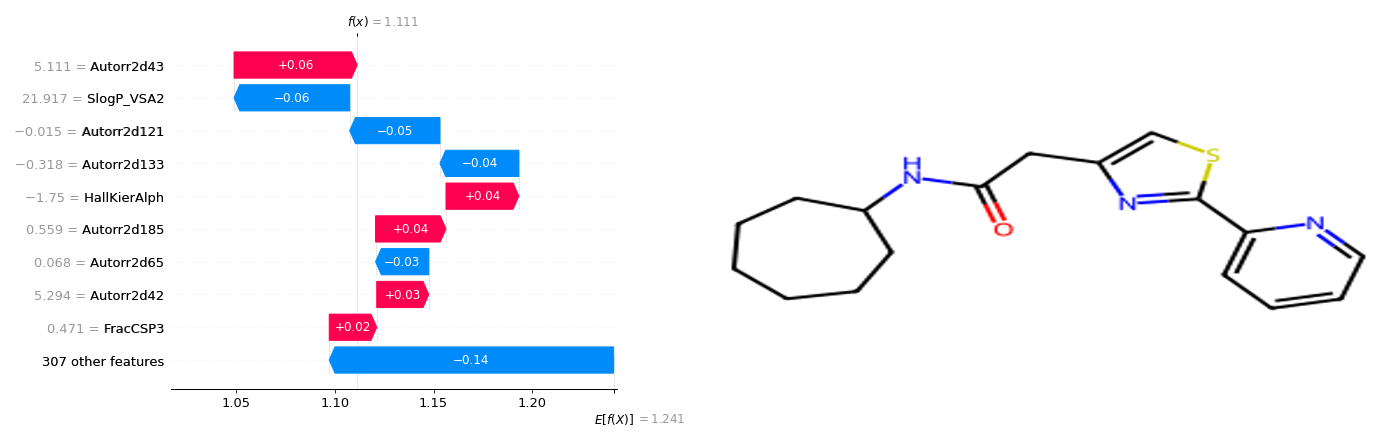 f(x) = 1.111
5.111 = Autorr2d43
+0.06
21.917 = SlogP_VSA2
−0.06
−0.015 = Autorr2d121
−0.05
−0.318 = Autorr2d133
−0.04
−1.75 = HallKierAlph
+0.04
0.559 = Autorr2d185
+0.04
0.068 = Autorr2d65
−0.03
5.294 = Autorr2d42
+0.03
0.471 = FracCSP3
+0.02
307 other features
−0.14
1.05 1.10 1.15 1.20
E[f(X)] = 1.241
H
N
O
N
S
N